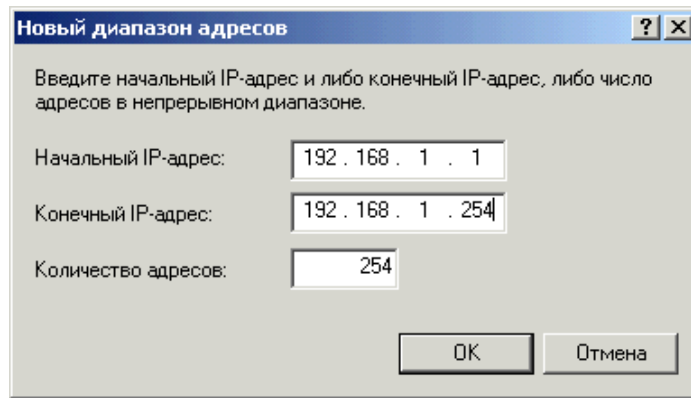 Новый диапазон адресов
Введите начальный IP-адрес и либо конечный IP-адрес, либо число
адресов в непрерывном диапазоне.
Начальный IP-адрес: 192 . 168 . 1 . 1
Конечный IP-адрес: 192 . 168 . 1 . 254
Количество адресов: 254
OK Отмена